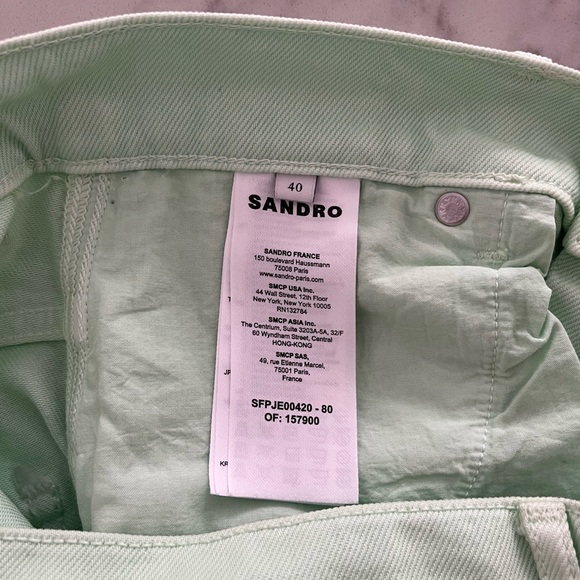 40
SANDRO
SANDRO FRANCE
150 boulevard Haussmann
75008 Paris
www.sandro-paris.com
SMCP USA Inc.
44 Wall Street, 12th Floor
New York, New York 10005
RN132784
SMCP ASIA Inc.
The Centrium, Suite 3203A-5A, 32/F
60 Wyndham Street, Central
HONG-KONG
SMCP SAS,
49, rue Etienne Marcel,
75001 Paris,
France
SFPJE00420 - 80
OF: 157900